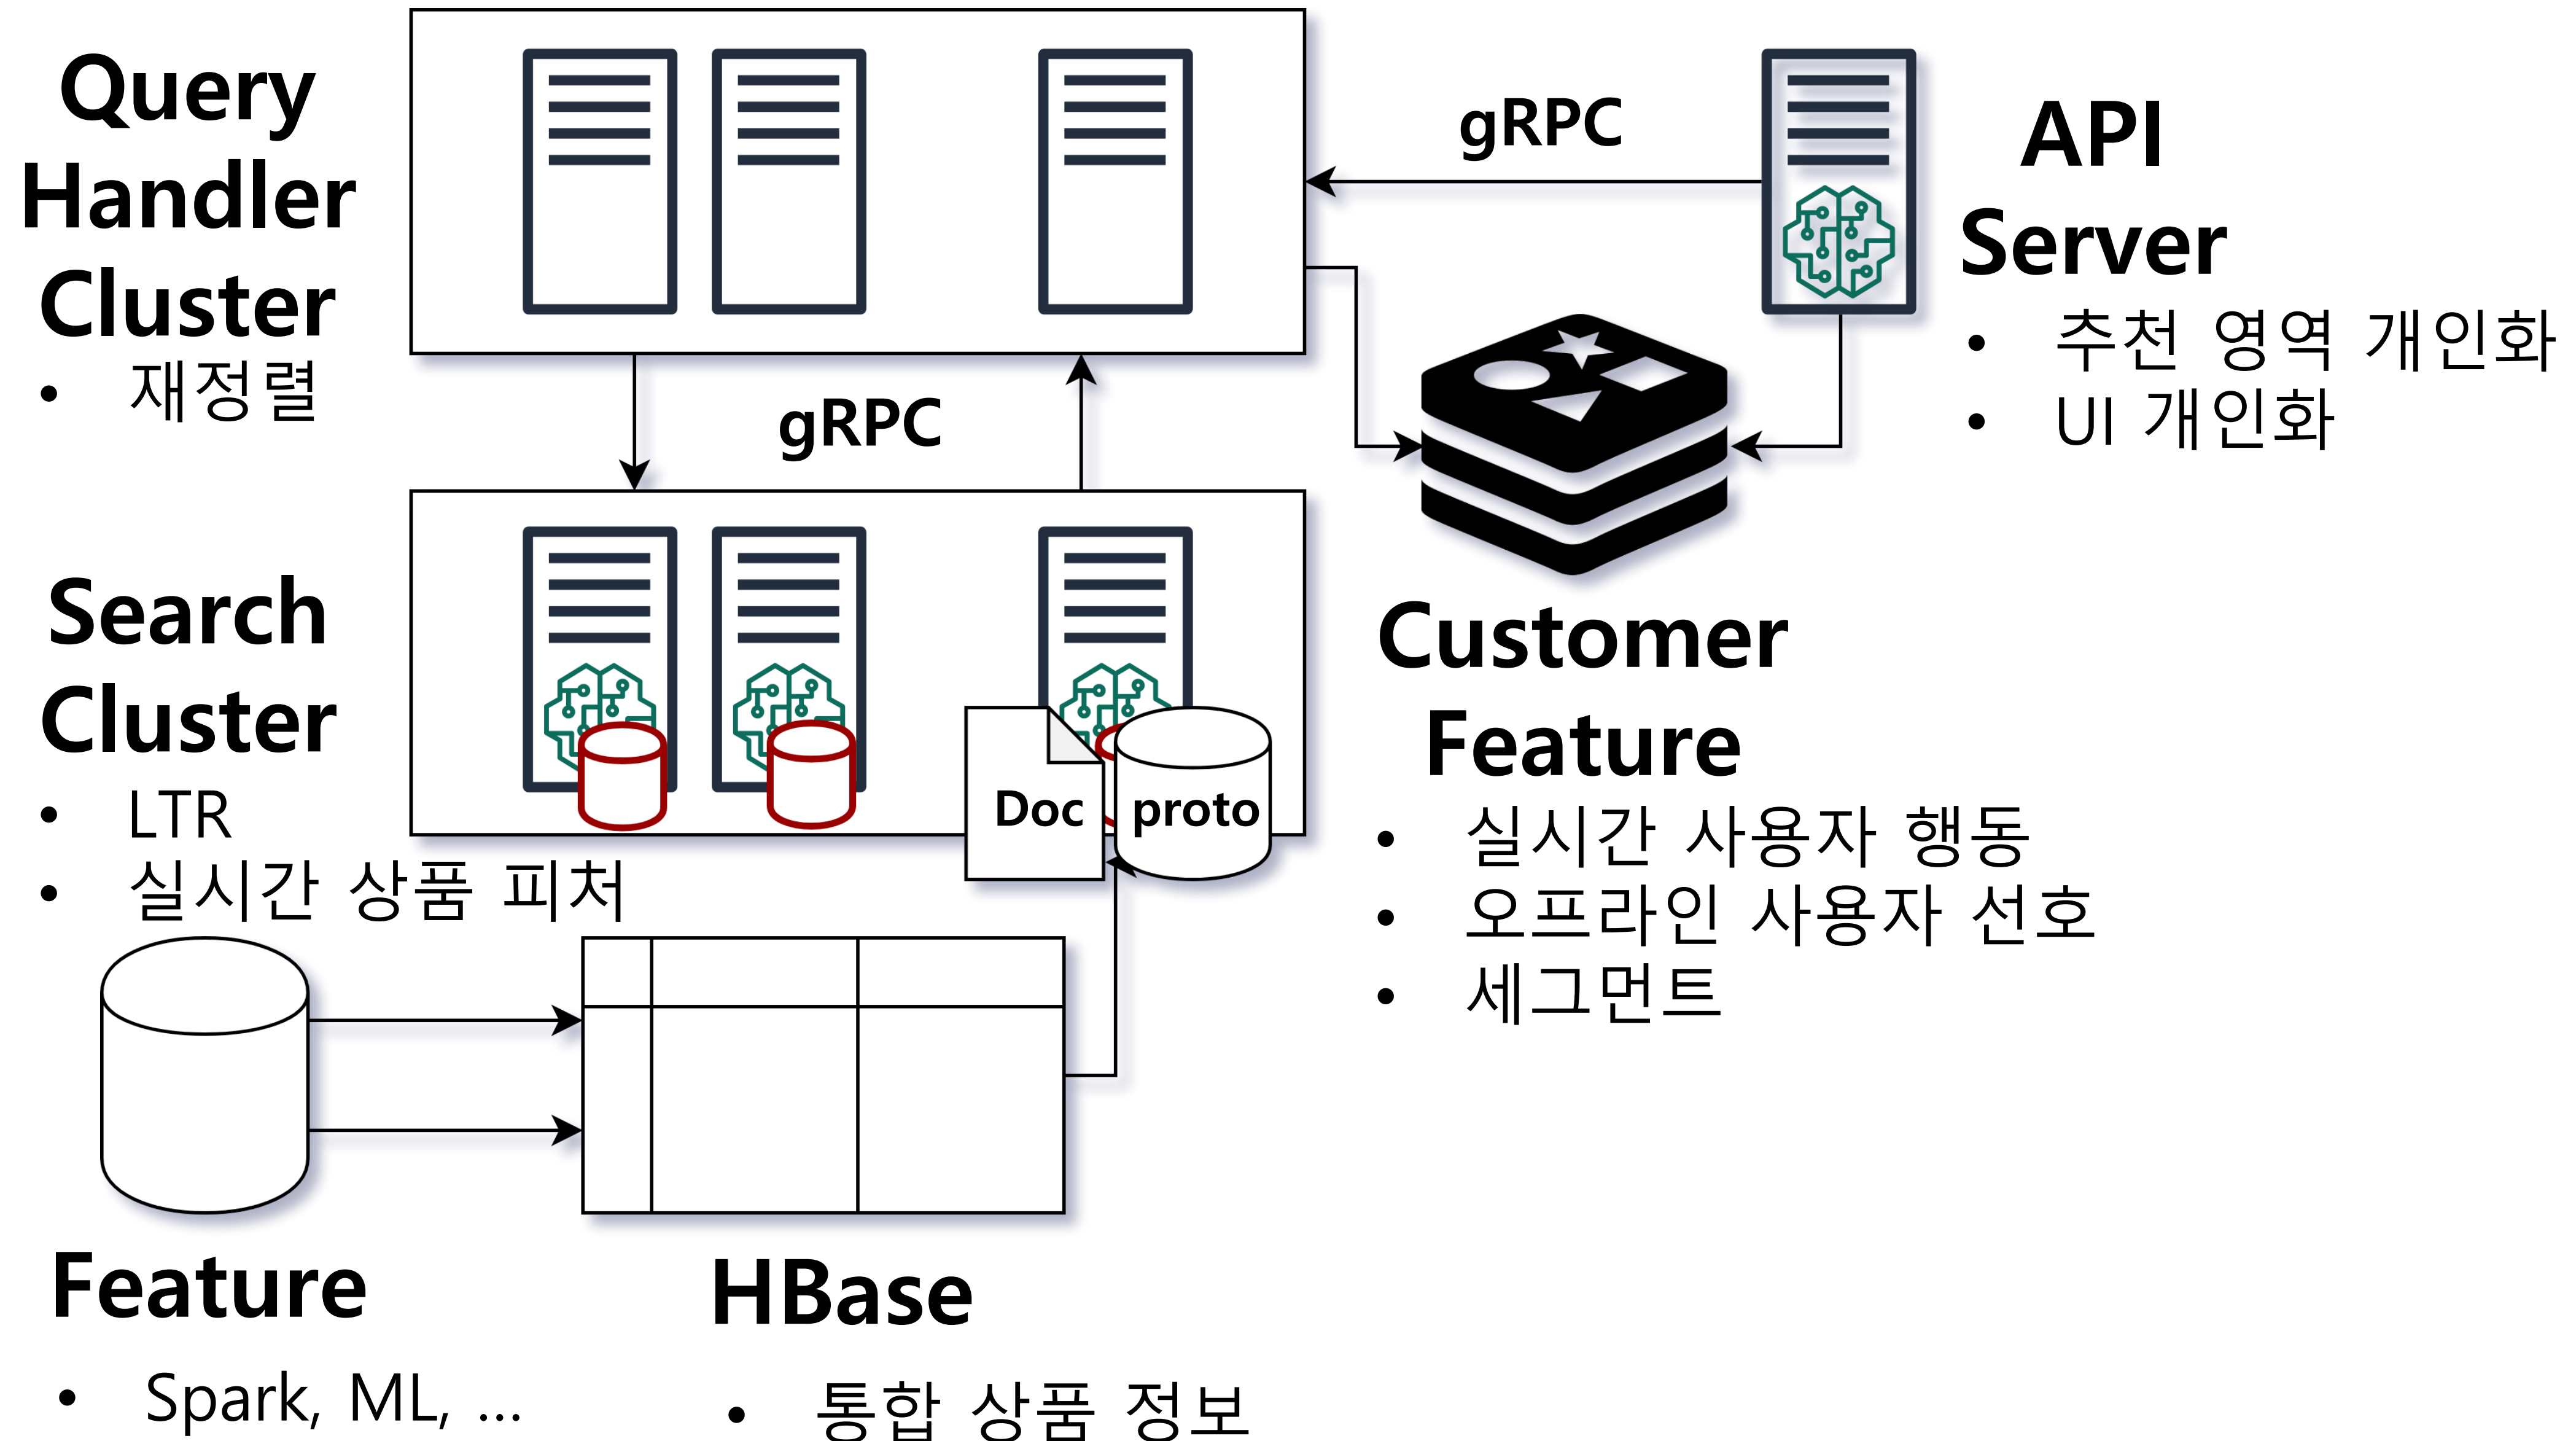 Query
Handler
Cluster
• 재정렬
gRPC
API
Server
• 추천 영역 개인화
• UI 개인화
gRPC
Search
Cluster
• LTR
• 실시간 상품 피처
Doc
proto
Customer
Feature
• 실시간 사용자 행동
• 오프라인 사용자 선호
• 세그먼트
Feature
• Spark, ML, ...
HBase
• 통합 상품 정보